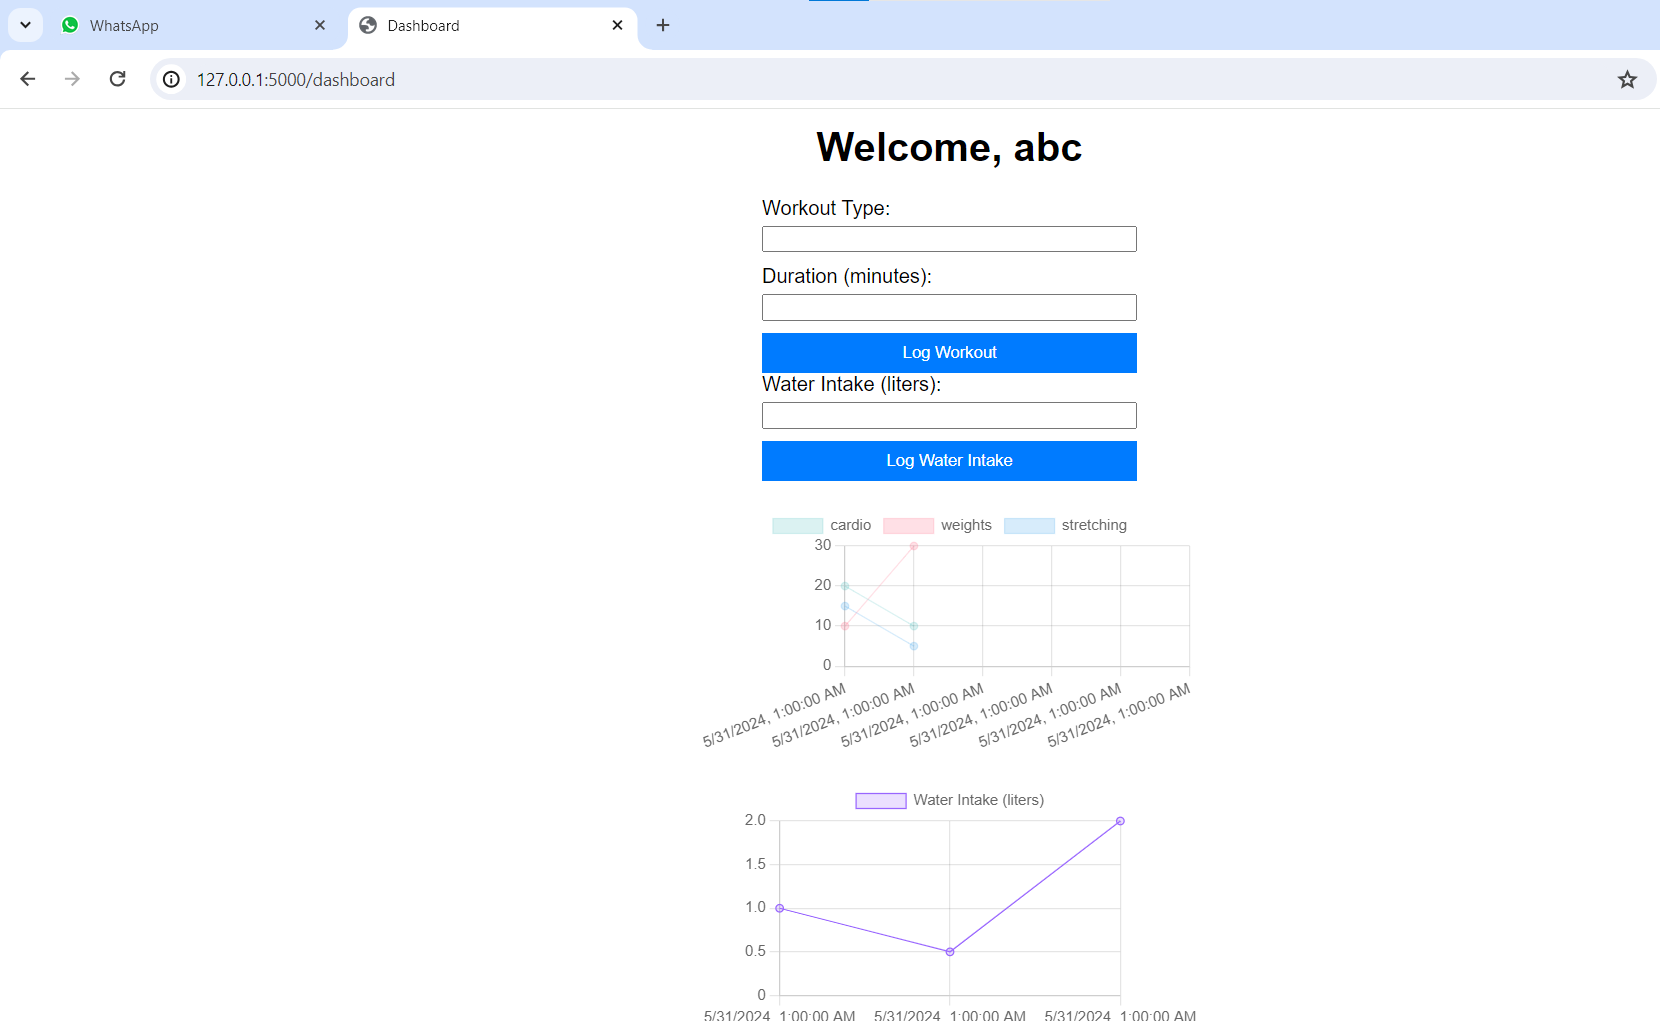 WhatsApp
Dashboard
127.0.0.1:5000/dashboard
Welcome, abc
Workout Type:
Duration (minutes):
Log Workout
Water Intake (liters):
Log Water Intake
cardio weights stretching
30
20
10
0
5/31/2024, 1:00:00 AM
5/31/2024, 1:00:00 AM
5/31/2024, 1:00:00 AM
5/31/2024, 1:00:00 AM
5/31/2024, 1:00:00 AM
5/31/2024, 1:00:00 AM
Water Intake (liters)
2.0
1.5
1.0
0.5
0
5/31/2024, 1:00:00 AM 5/31/2024, 1:00:00 AM 5/31/2024, 1:00:00 AM